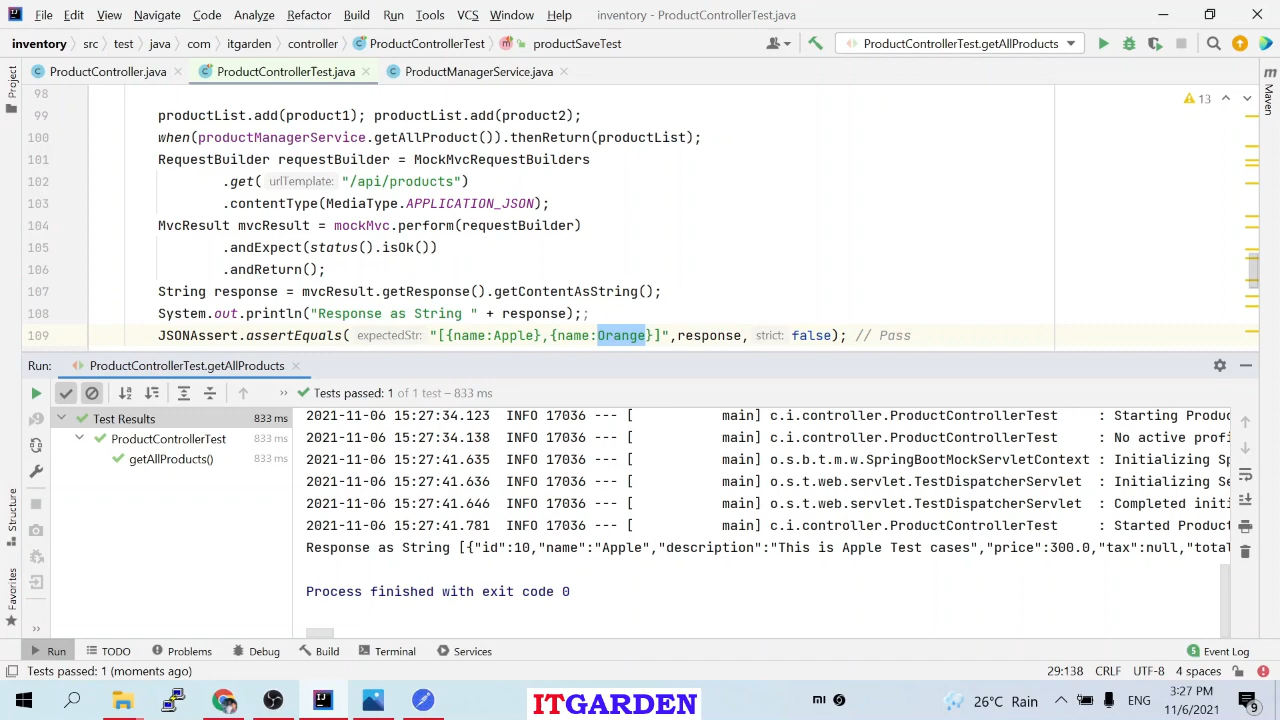 File Edit View Navigate Code Analyze Refactor Build Run Tools VCS Window Help inventory - ProductControllerTest.java
inventory src test java com itgarden controller ProductControllerTest productSaveTest ProductControllerTest.getAllProducts
ProductController.java ProductControllerTest.java ProductManagerService.java
Project
Maven
98
13
99 productList.add(product1); productList.add(product2);
100 when(productManagerService.getAllProduct()).thenReturn(productList);
101 RequestBuilder requestBuilder = MockMvcRequestBuilders
102 .get( urlTemplate: "/api/products")
103 .contentType(MediaType.APPLICATION_JSON);
104 MvcResult mvcResult = mockMvc.perform(requestBuilder)
105 .andExpect(status().isOk())
106 .andReturn();
107 String response = mvcResult.getResponse().getContentAsString();
108 System.out.println("Response as String " + response);;
109 JSONAssert.assertEquals( expectedStr: "[{name:Apple},{name:Orange}]",response, strict: false); // Pass
Run: ProductControllerTest.getAllProducts
» Tests passed: 1 of 1 test – 833 ms
Test Results 833 ms
ProductControllerTest 833 ms
getAllProducts() 833 ms
2021-11-06 15:27:34.123 INFO 17036 --- [ main] c.i.controller.ProductControllerTest : Starting Produc
2021-11-06 15:27:34.138 INFO 17036 --- [ main] c.i.controller.ProductControllerTest : No active profi
2021-11-06 15:27:41.635 INFO 17036 --- [ main] o.s.b.t.m.w.SpringBootMockServletContext : Initializing Sp
2021-11-06 15:27:41.636 INFO 17036 --- [ main] o.s.t.web.servlet.TestDispatcherServlet : Initializing Se
2021-11-06 15:27:41.646 INFO 17036 --- [ main] o.s.t.web.servlet.TestDispatcherServlet : Completed initi
2021-11-06 15:27:41.781 INFO 17036 --- [ main] c.i.controller.ProductControllerTest : Started Product
Response as String [{"id":10,"name":"Apple","description":"This is Apple Test cases","price":300.0,"tax":null,"total
Process finished with exit code 0
Structure
Favorites
»
Run TODO Problems Debug Build Terminal Services Event Log
Tests passed: 1 (moments ago) 29:138 CRLF UTF-8 4 spaces
ITGARDEN
mi
26°C Rain
ENG
3:27 PM
11/6/2021
9